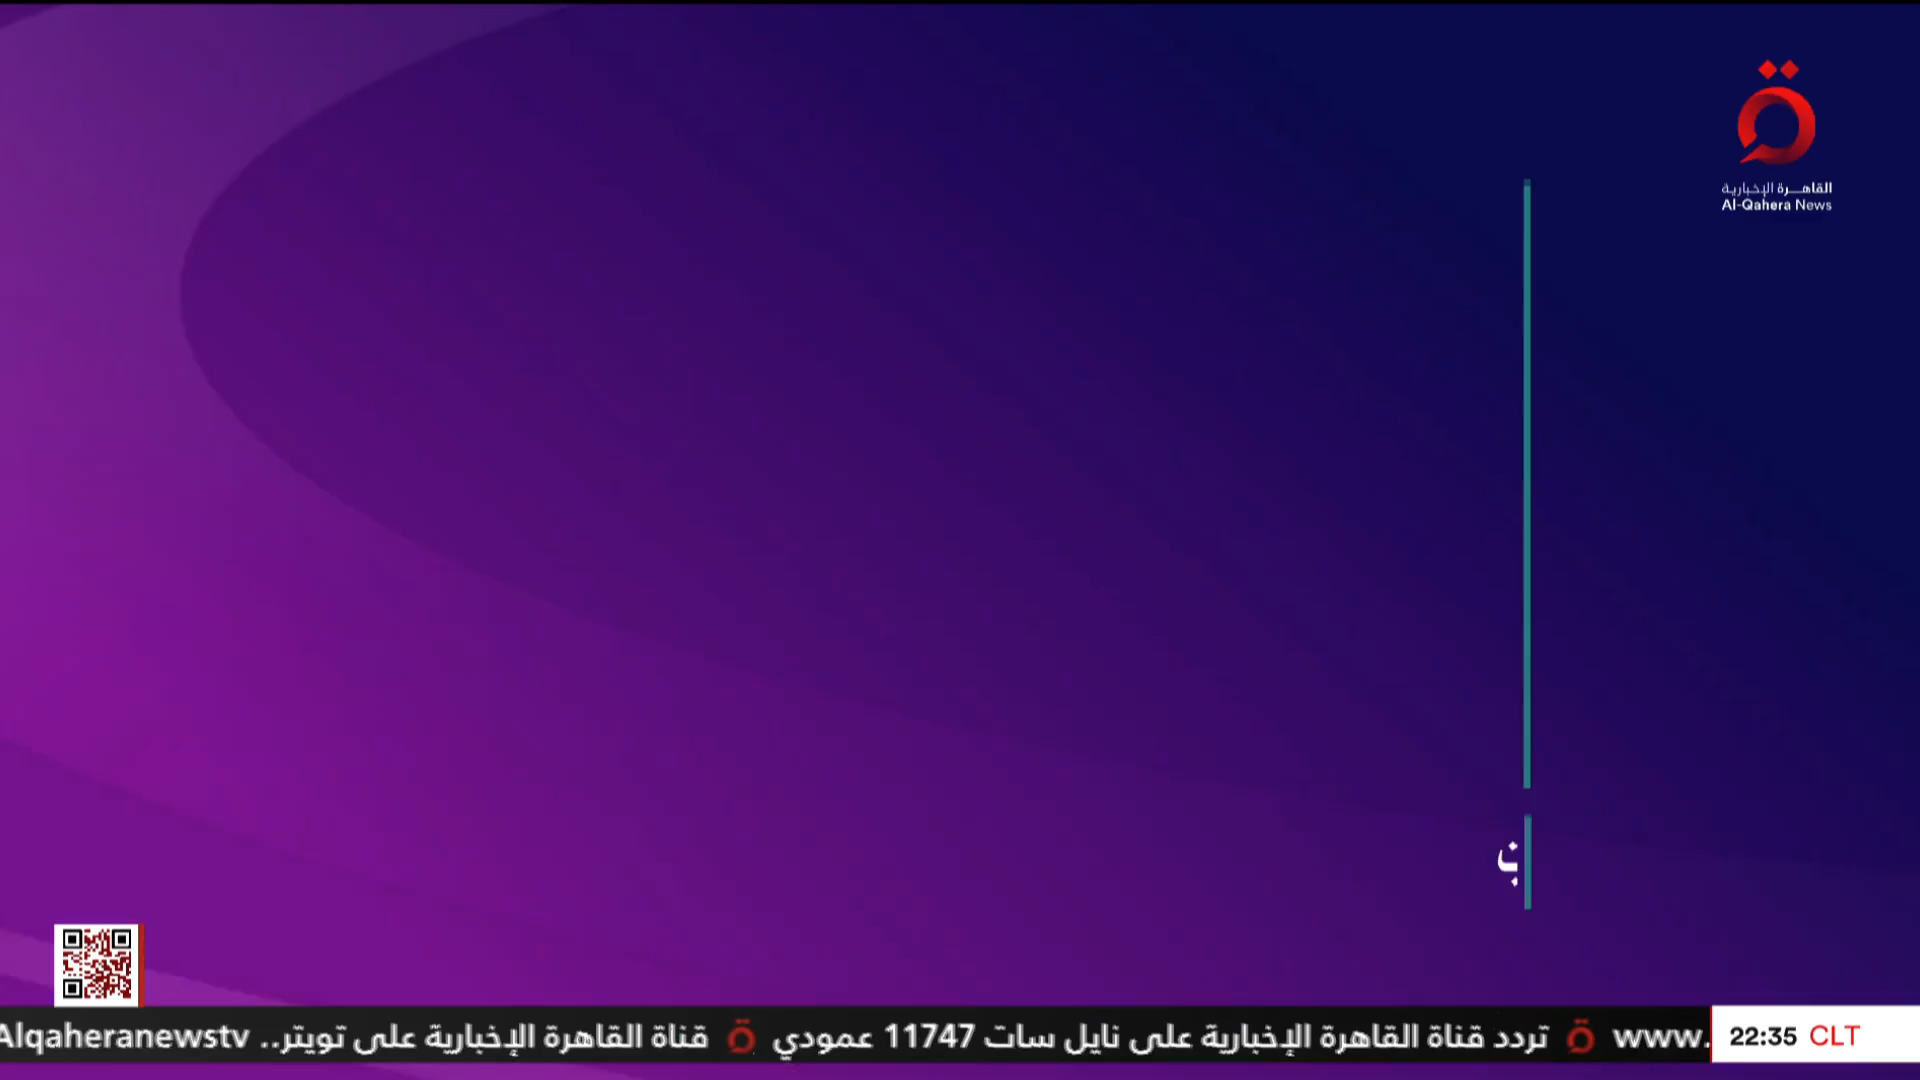 القاهـرة الإخبارية
Al-Qahera News
www.
تردد قناة القاهرة الإخبارية على نايل سات 11747 عمودي
قناة القاهرة الإخبارية على تويتر.. Alqaheranewstv
22:35 CLT